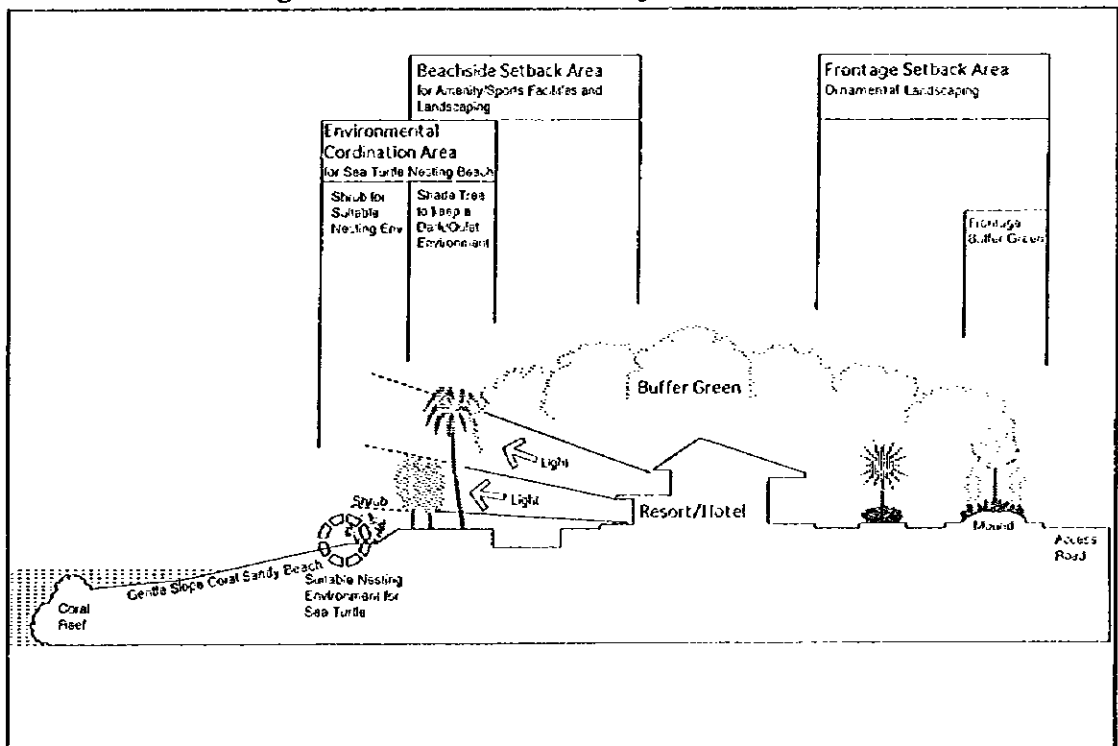 Beachside Setback Area
for Amenity/Sports Facilities and
Landscaping
Frontage Setback Area
Ornamental Landscaping
Environmental
Cordination Area
for Sea Turtle Nesting Beach
Shrub for
Suitable
Nesting Env
Shade Tree
to keep a
Dark/Quiet
Environment
Frontage
Buffer Green
Buffer Green
Light
Light
Shrub
Resort/Hotel
Mound
Access
Road
Gentle Slope Coral Sandy Beach
Suitable Nesting
Environment for
Sea Turtle
Coral
Reef